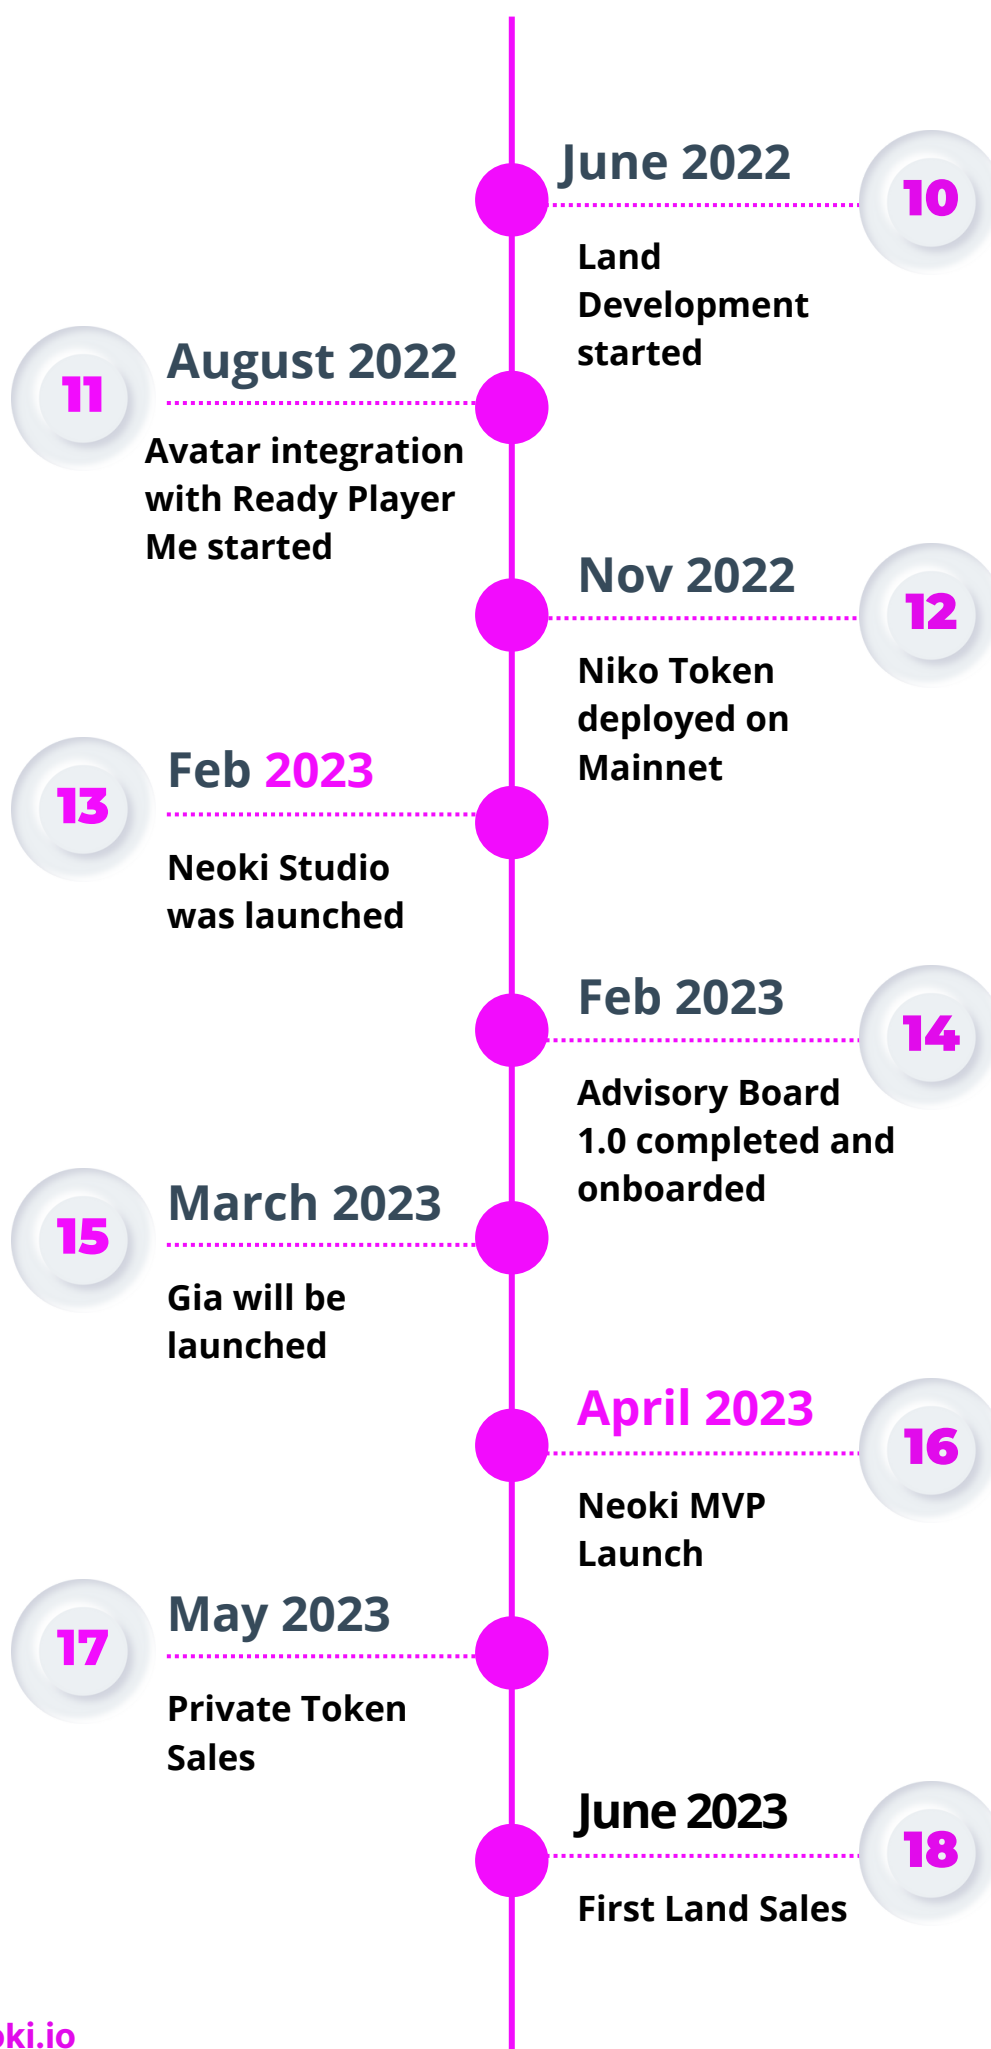 June 2022
10
Land
Development
started
August 2022
11
Avatar integration
with Ready Player
Me started
Nov 2022
12
Niko Token
deployed on
Mainnet
Feb 2023
13
Neoki Studio
was launched
Feb 2023
14
Advisory Board
1.0 completed and
onboarded
March 2023
15
Gia will be
launched
April 2023
16
Neoki MVP
Launch
May 2023
17
Private Token
Sales
June 2023
18
First Land Sales
oki.io